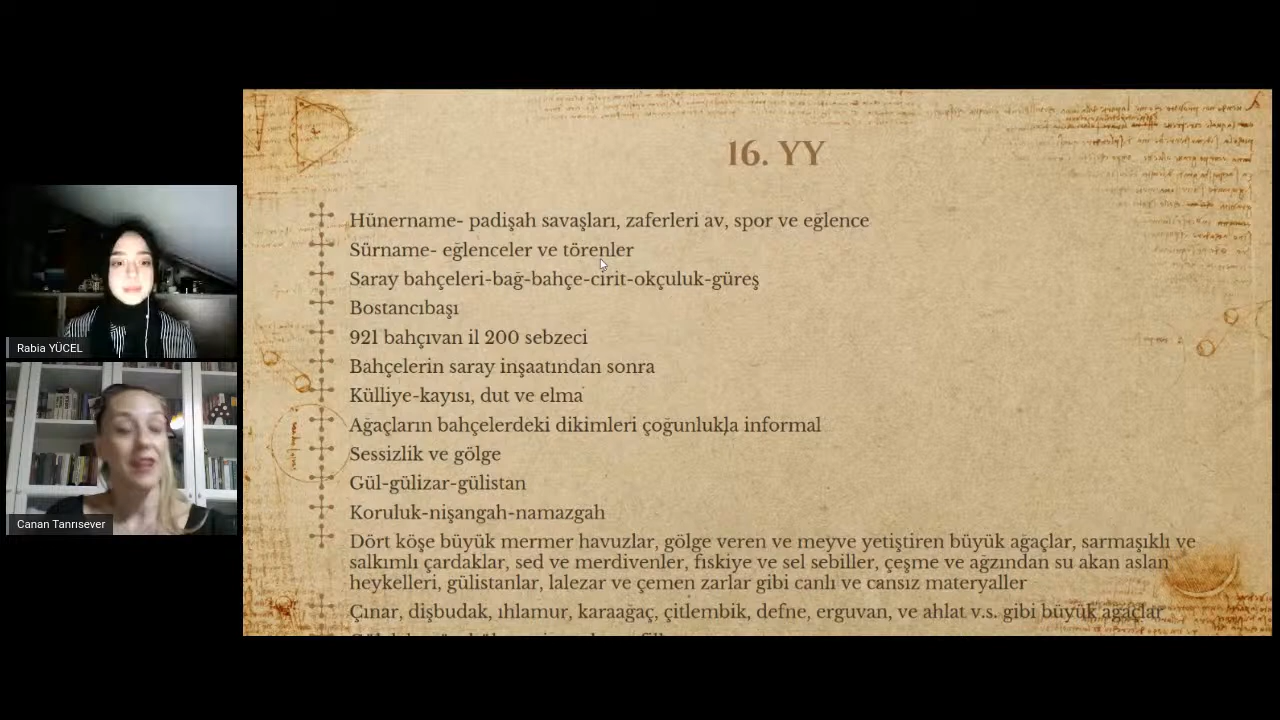 16. YY
Hünername- padişah savaşları, zaferleri av, spor ve eğlence
Sürname- eğlenceler ve törenler
Saray bahçeleri-bağ-bahçe-cirit-okçuluk-güreş
Bostancıbaşı
921 bahçıvan il 200 sebzeci
Bahçelerin saray inşaatından sonra
Külliye-kayısı, dut ve elma
Ağaçların bahçelerdeki dikimleri çoğunlukla informal
Sessizlik ve gölge
Gül-gülizar-gülistan
Koruluk-nişangah-namazgah
Dört köşe büyük mermer havuzlar, gölge veren ve meyve yetiştiren büyük ağaçlar, sarmaşıklı ve
salkımlı çardaklar, sed ve merdivenler, fıskiye ve sel sebiller, çeşme ve ağzından su akan aslan
heykelleri, gülistanlar, lalezar ve çemen zarlar gibi canlı ve cansız materyaller
Çınar, dişbudak, ıhlamur, karaağaç, çitlembik, defne, erguvan, ve ahlat v.s. gibi büyük ağaçlar
Rabia YÜCEL
Canan Tanrısever